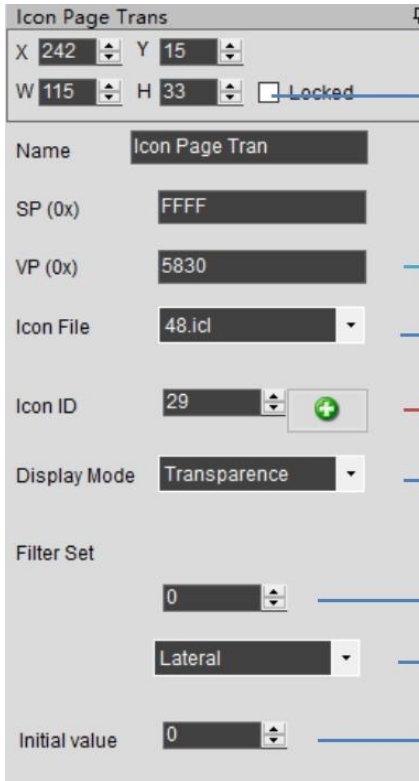 Icon Page Trans
X 242 Y 15
W 115 H 33 Locked
Name Icon Page Tran
SP (0x) FFFF
VP (0x) 5830
Icon File 48.icl
Icon ID 29
Display Mode Transparence
Filter Set
0
Lateral
Initial value 0